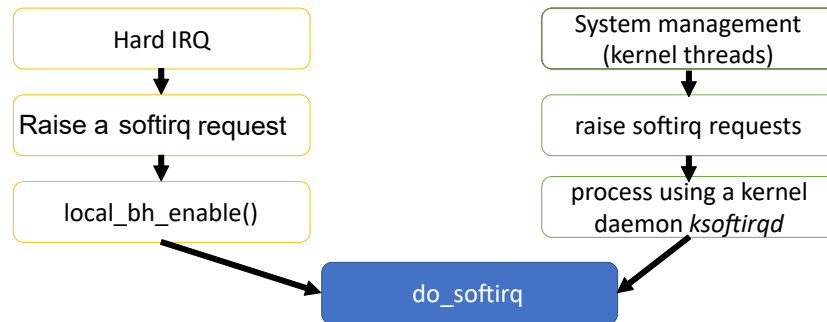 Hard IRQ
Raise a softirq request
local_bh_enable()
System management
(kernel threads)
raise softirq requests
process using a kernel
daemon ksoftirqd
do_softirq